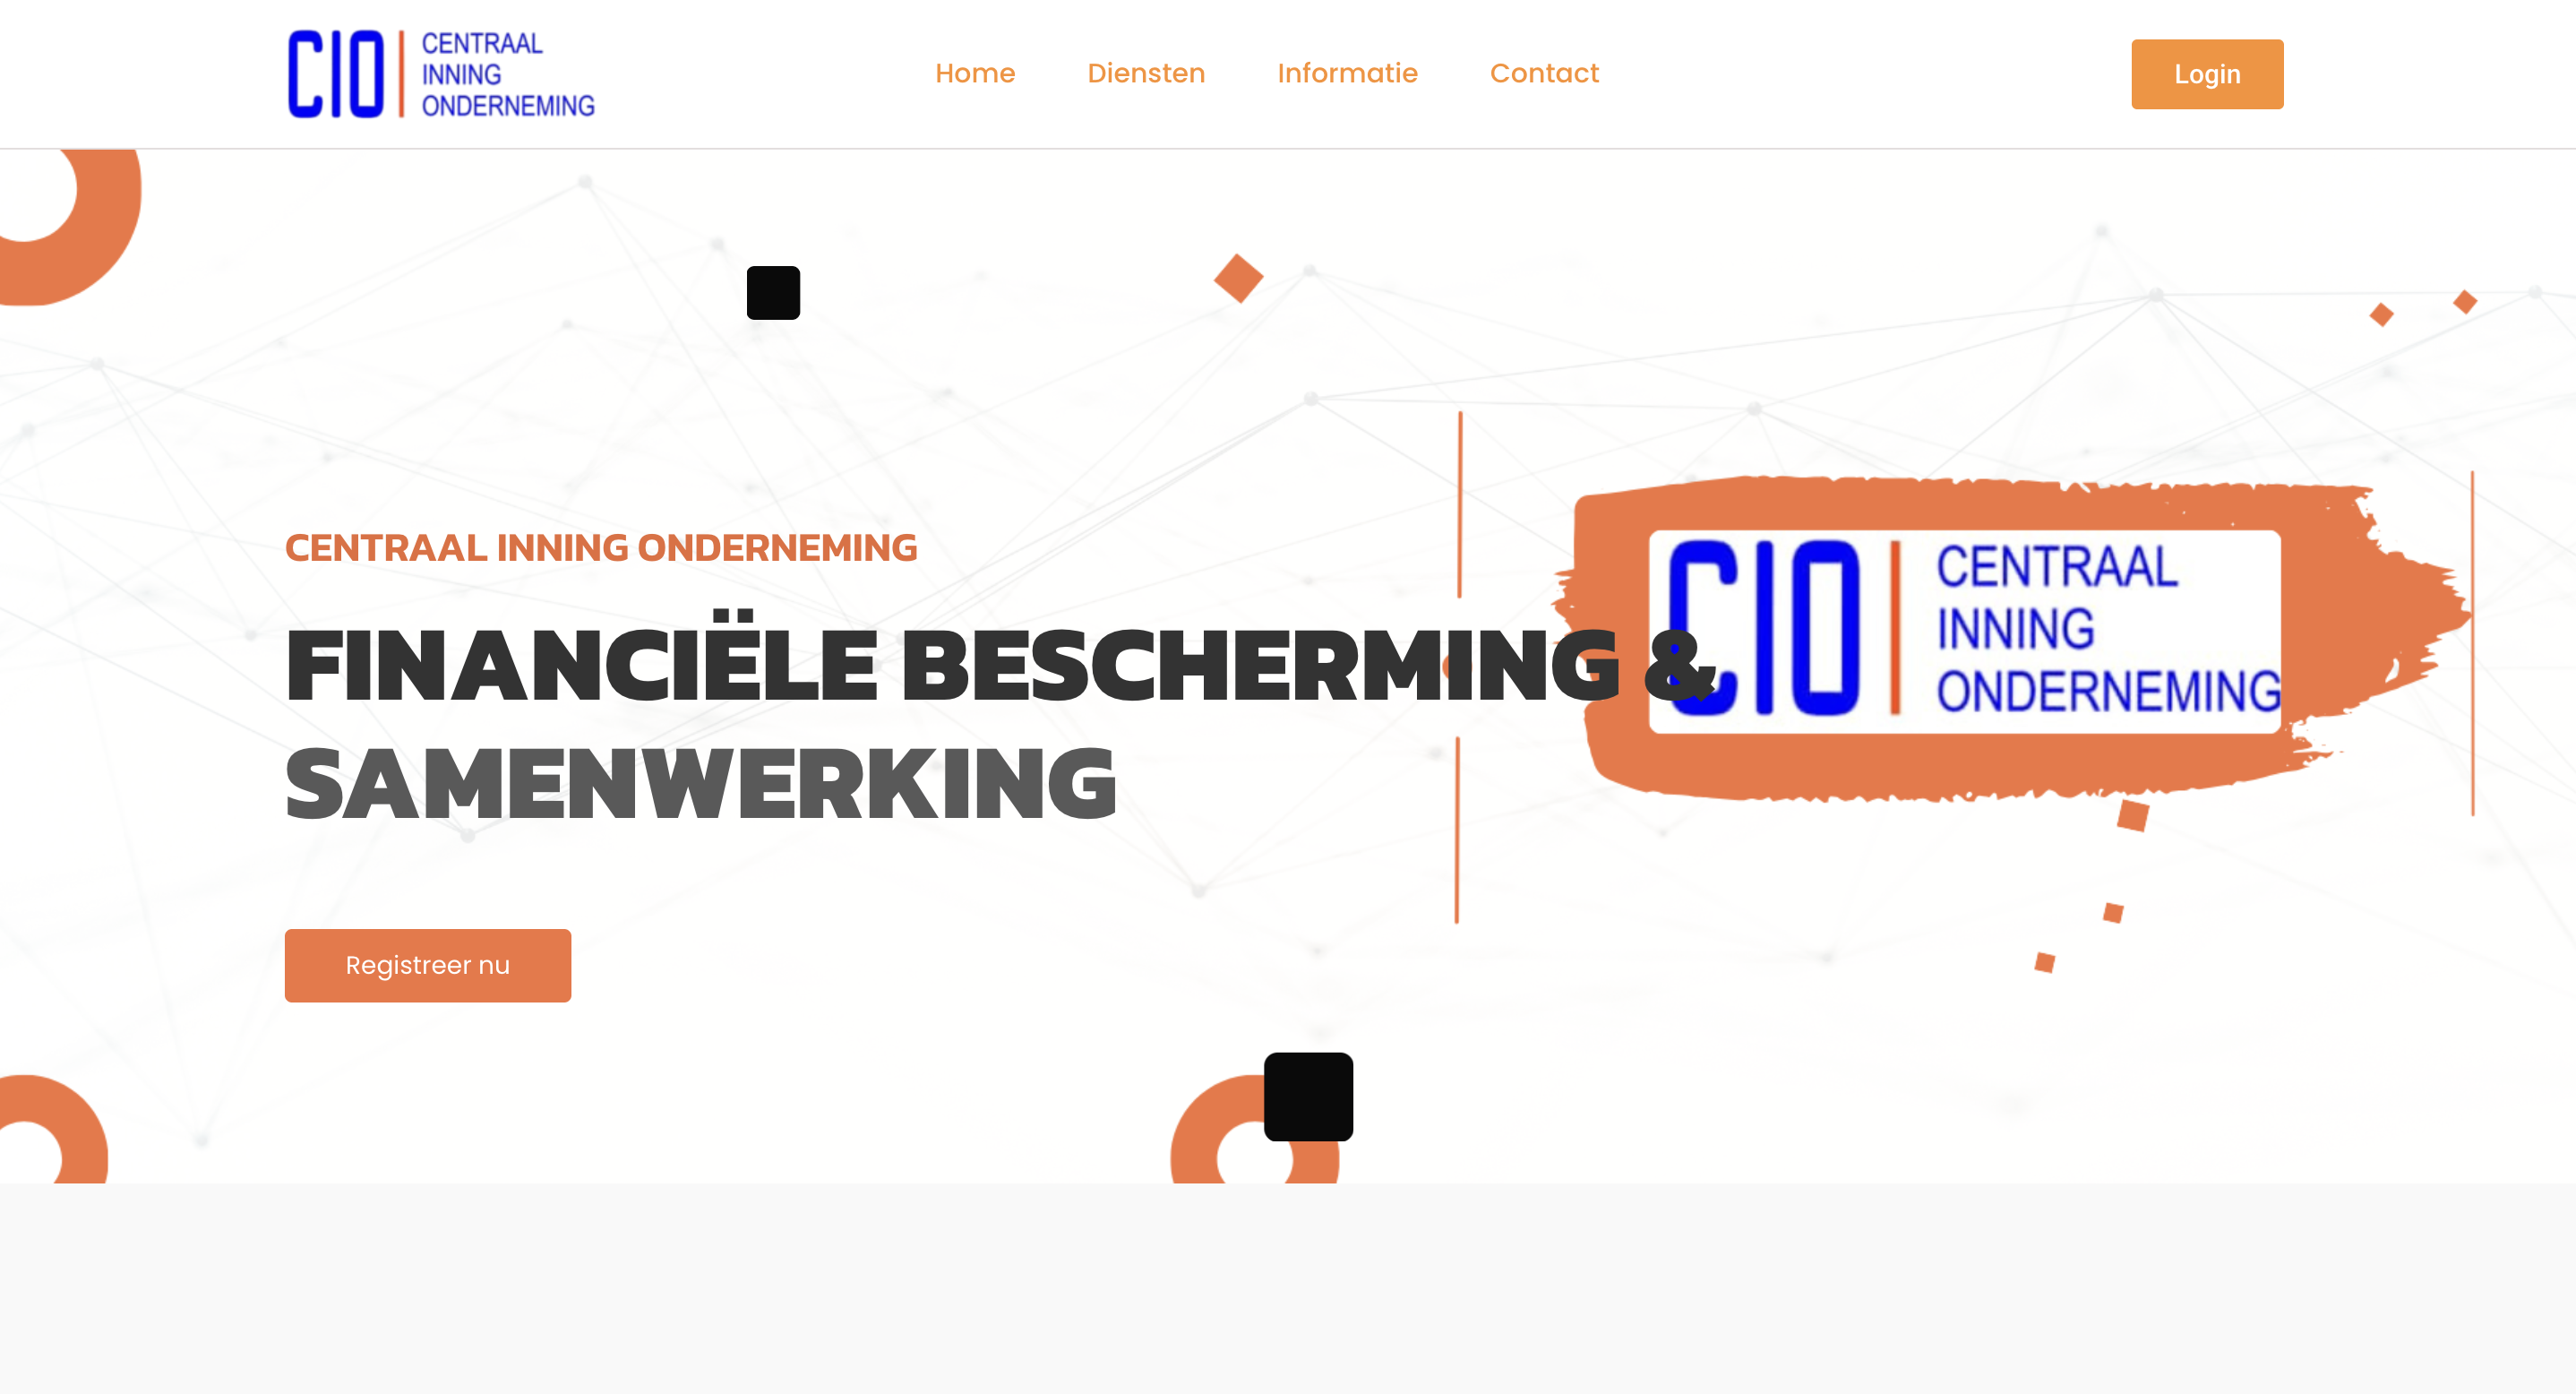 CIO CENTRAAL
INNING
ONDERNEMING
Home Diensten Informatie Contact
Login
CENTRAAL INNING ONDERNEMING
FINANCIËLE BESCHERMING &
SAMENWERKING
Registreer nu
CIO CENTRAAL
INNING
ONDERNEMING